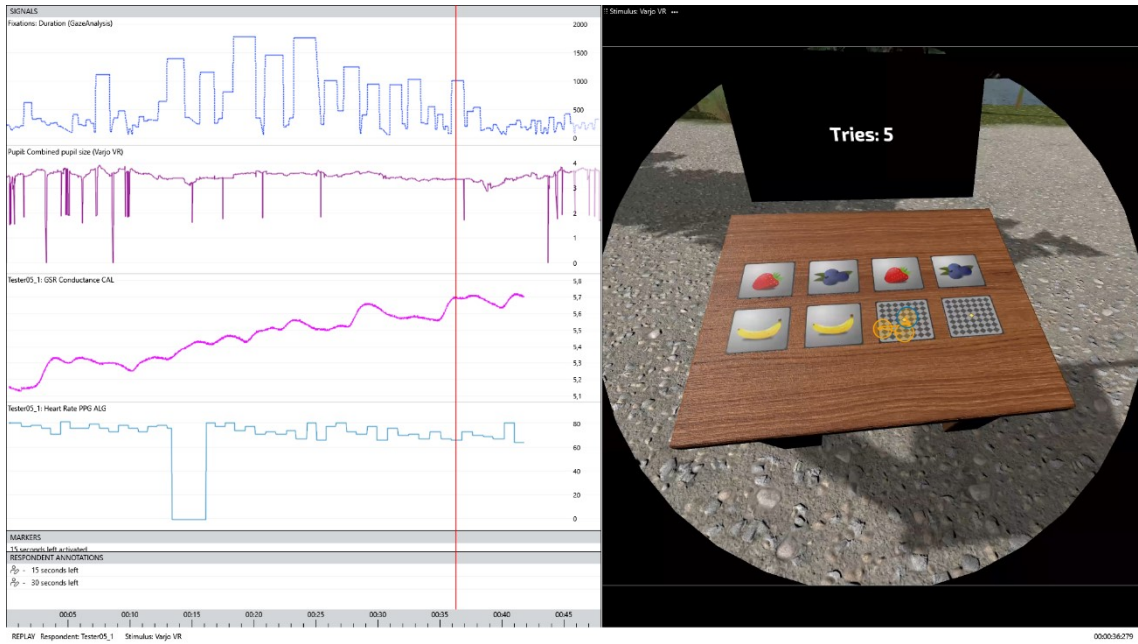 SIGNALS
Fixations: Duration (GazeAnalysis)
2000
1500
1000
500
0
Pupil: Combined pupil size (Varjo VR)
4
3
2
1
0
Tester05_1: GSR Conductance CAL
5,8
5,7
5,6
5,5
5,4
5,3
5,2
5,1
Tester05_1: Heart Rate PPG ALG
80
60
40
20
0
MARKERS
15 seconds left activated
RESPONDENT ANNOTATIONS
- 15 seconds left
- 30 seconds left
00:05 00:10 00:15 00:20 00:25 00:30 00:35 00:40 00:45
REPLAY Respondent: Tester05_1 Stimulus: Varjo VR
Stimulus: Varjo VR
Tries: 5
00:00:36:279